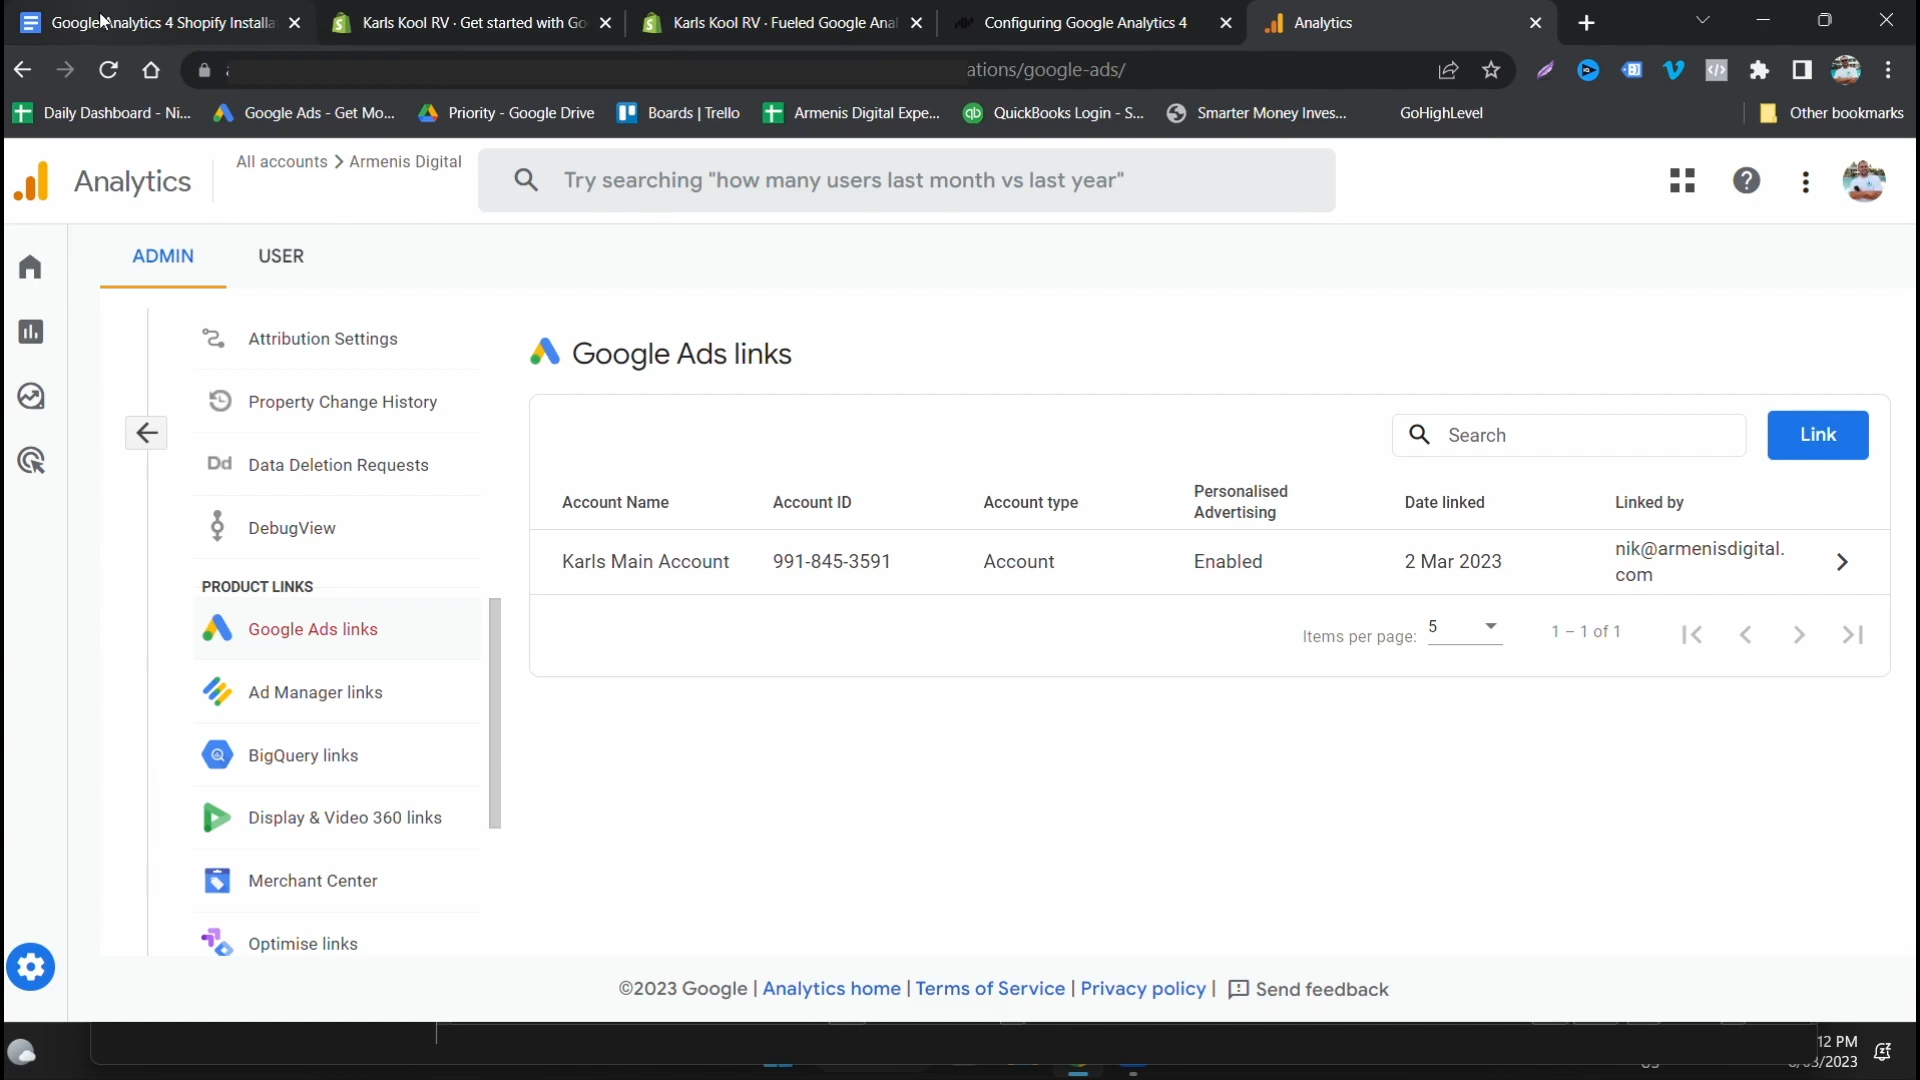 Google Analytics 4 Shopify Installa
Karls Kool RV · Get started with Go
Karls Kool RV · Fueled Google Anal
Configuring Google Analytics 4
Analytics
ations/google-ads/
Daily Dashboard - Ni...
Google Ads - Get Mo...
Priority - Google Drive
Boards | Trello
Armenis Digital Expe...
QuickBooks Login - S...
Smarter Money Inves...
GoHighLevel
Other bookmarks
Analytics
All accounts > Armenis Digital
Try searching "how many users last month vs last year"
ADMIN
USER
Attribution Settings
Property Change History
Dd Data Deletion Requests
DebugView
PRODUCT LINKS
Google Ads links
Ad Manager links
BigQuery links
Display & Video 360 links
Merchant Center
Optimise links
Google Ads links
Search
Link
Account Name
Account ID
Account type
Personalised
Advertising
Date linked
Linked by
Karls Main Account
991-845-3591
Account
Enabled
2 Mar 2023
nik@armenisdigital.
com
Items per page: 5
1 – 1 of 1
©2023 Google | Analytics home | Terms of Service | Privacy policy | Send feedback
12 PM
/2023